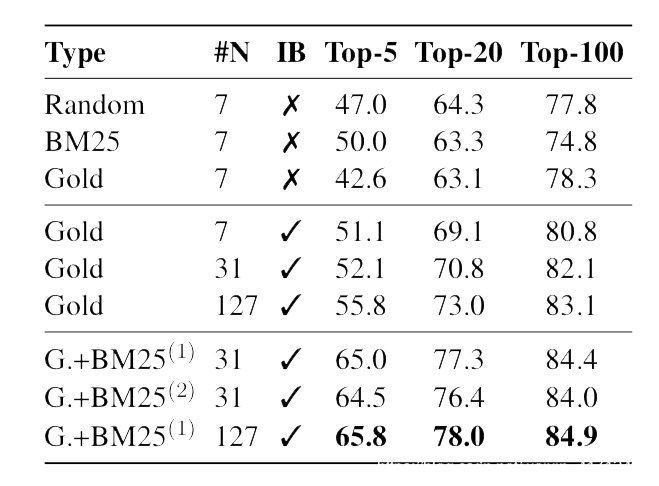 Type #N IB Top-5 Top-20 Top-100
Random 7 ✗ 47.0 64.3 77.8
BM25 7 ✗ 50.0 63.3 74.8
Gold 7 ✗ 42.6 63.1 78.3
Gold 7 ✓ 51.1 69.1 80.8
Gold 31 ✓ 52.1 70.8 82.1
Gold 127 ✓ 55.8 73.0 83.1
G.+BM25(1) 31 ✓ 65.0 77.3 84.4
G.+BM25(2) 31 ✓ 64.5 76.4 84.0
G.+BM25(1) 127 ✓ 65.8 78.0 84.9